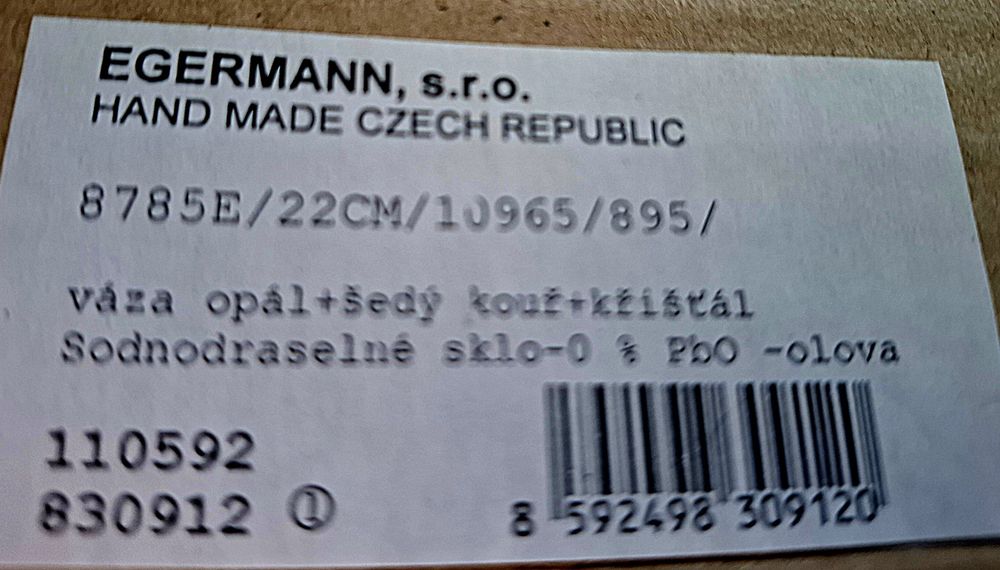 EGERMANN, s.r.o.
HAND MADE CZECH REPUBLIC
8785E/22CM/10965/895/
váza opál+šedý kouř+křišťál
Sodnodraselné sklo-0 % PbO -olova
110592
830912 ①
8 592498 309120